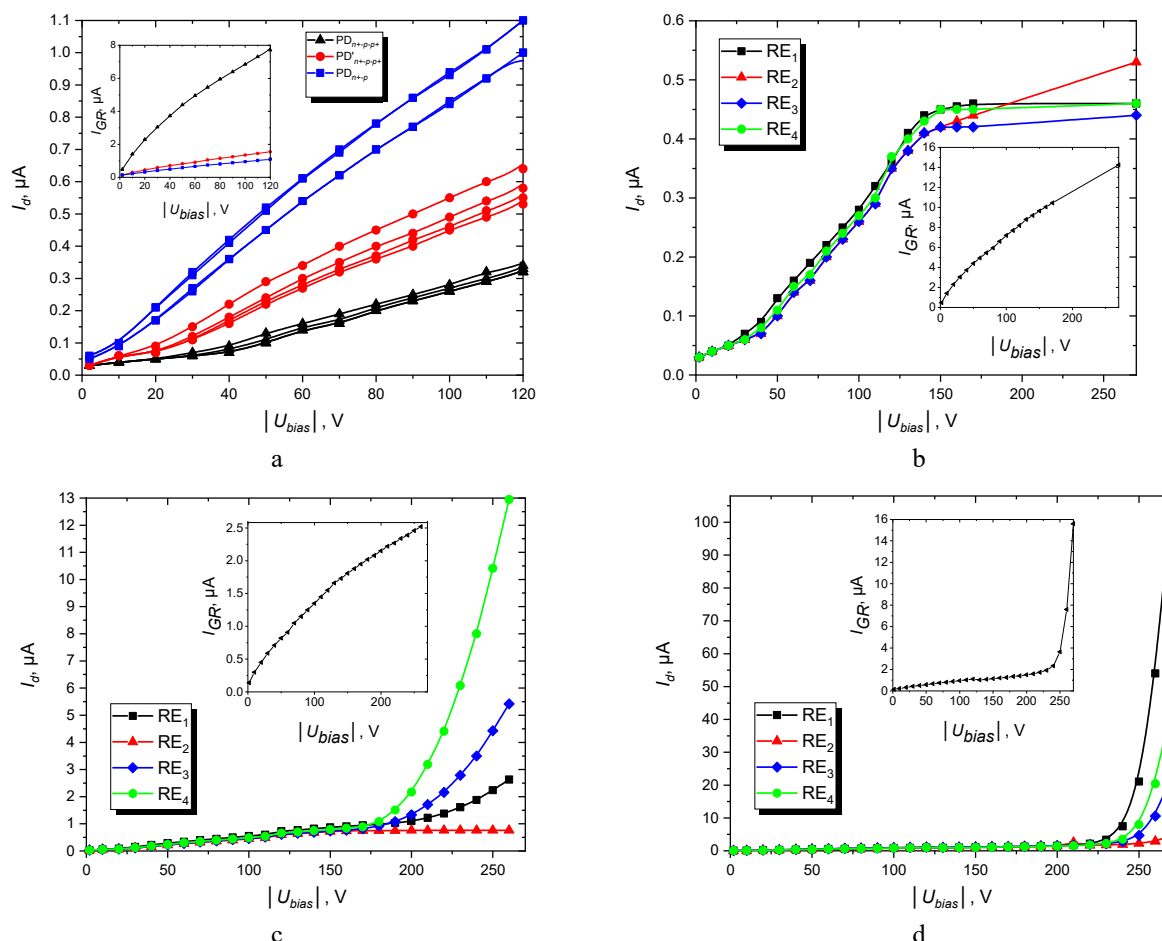 1.1
1.0
0.9
0.8
0.7
0.6
0.5
0.4
0.3
0.2
0.1
0.0
I_d, μA
0 20 40 60 80 100 120
|U_bias|, V
8
6
4
2
0
I_GR, μA
0 20 40 60 80 100 120
|U_bias|, V
PD_n+-p-p+
PD'_n+-p-p+
PD_n+-p
a
0.6
0.5
0.4
0.3
0.2
0.1
0.0
I_d, μA
0 50 100 150 200 250
|U_bias|, V
RE_1
RE_2
RE_3
RE_4
16
14
12
10
8
6
4
2
0
I_GR, μA
0 100 200
|U_bias|, V
b
13
12
11
10
9
8
7
6
5
4
3
2
1
0
I_d, μA
0 50 100 150 200 250
|U_bias|, V
2.5
2.0
1.5
1.0
0.5
0.0
I_GR, μA
100 200
|U_bias|, V
RE_1
RE_2
RE_3
RE_4
c
100
90
80
70
60
50
40
30
20
10
0
I_d, μA
0 50 100 150 200 250
|U_bias|, V
16
14
12
10
8
6
4
2
0
I_GR, μA
0 25 50 75 100 125 150 175 200 225 250
|U_bias|, V
RE_1
RE_2
RE_3
RE_4
d